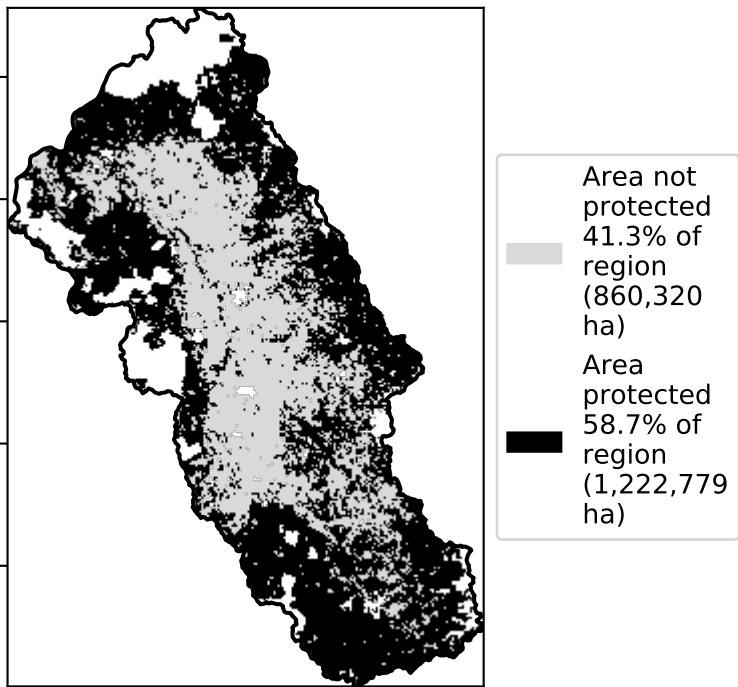 Area not
protected
41.3% of
region
(860,320
ha)
Area
protected
58.7% of
region
(1,222,779
ha)